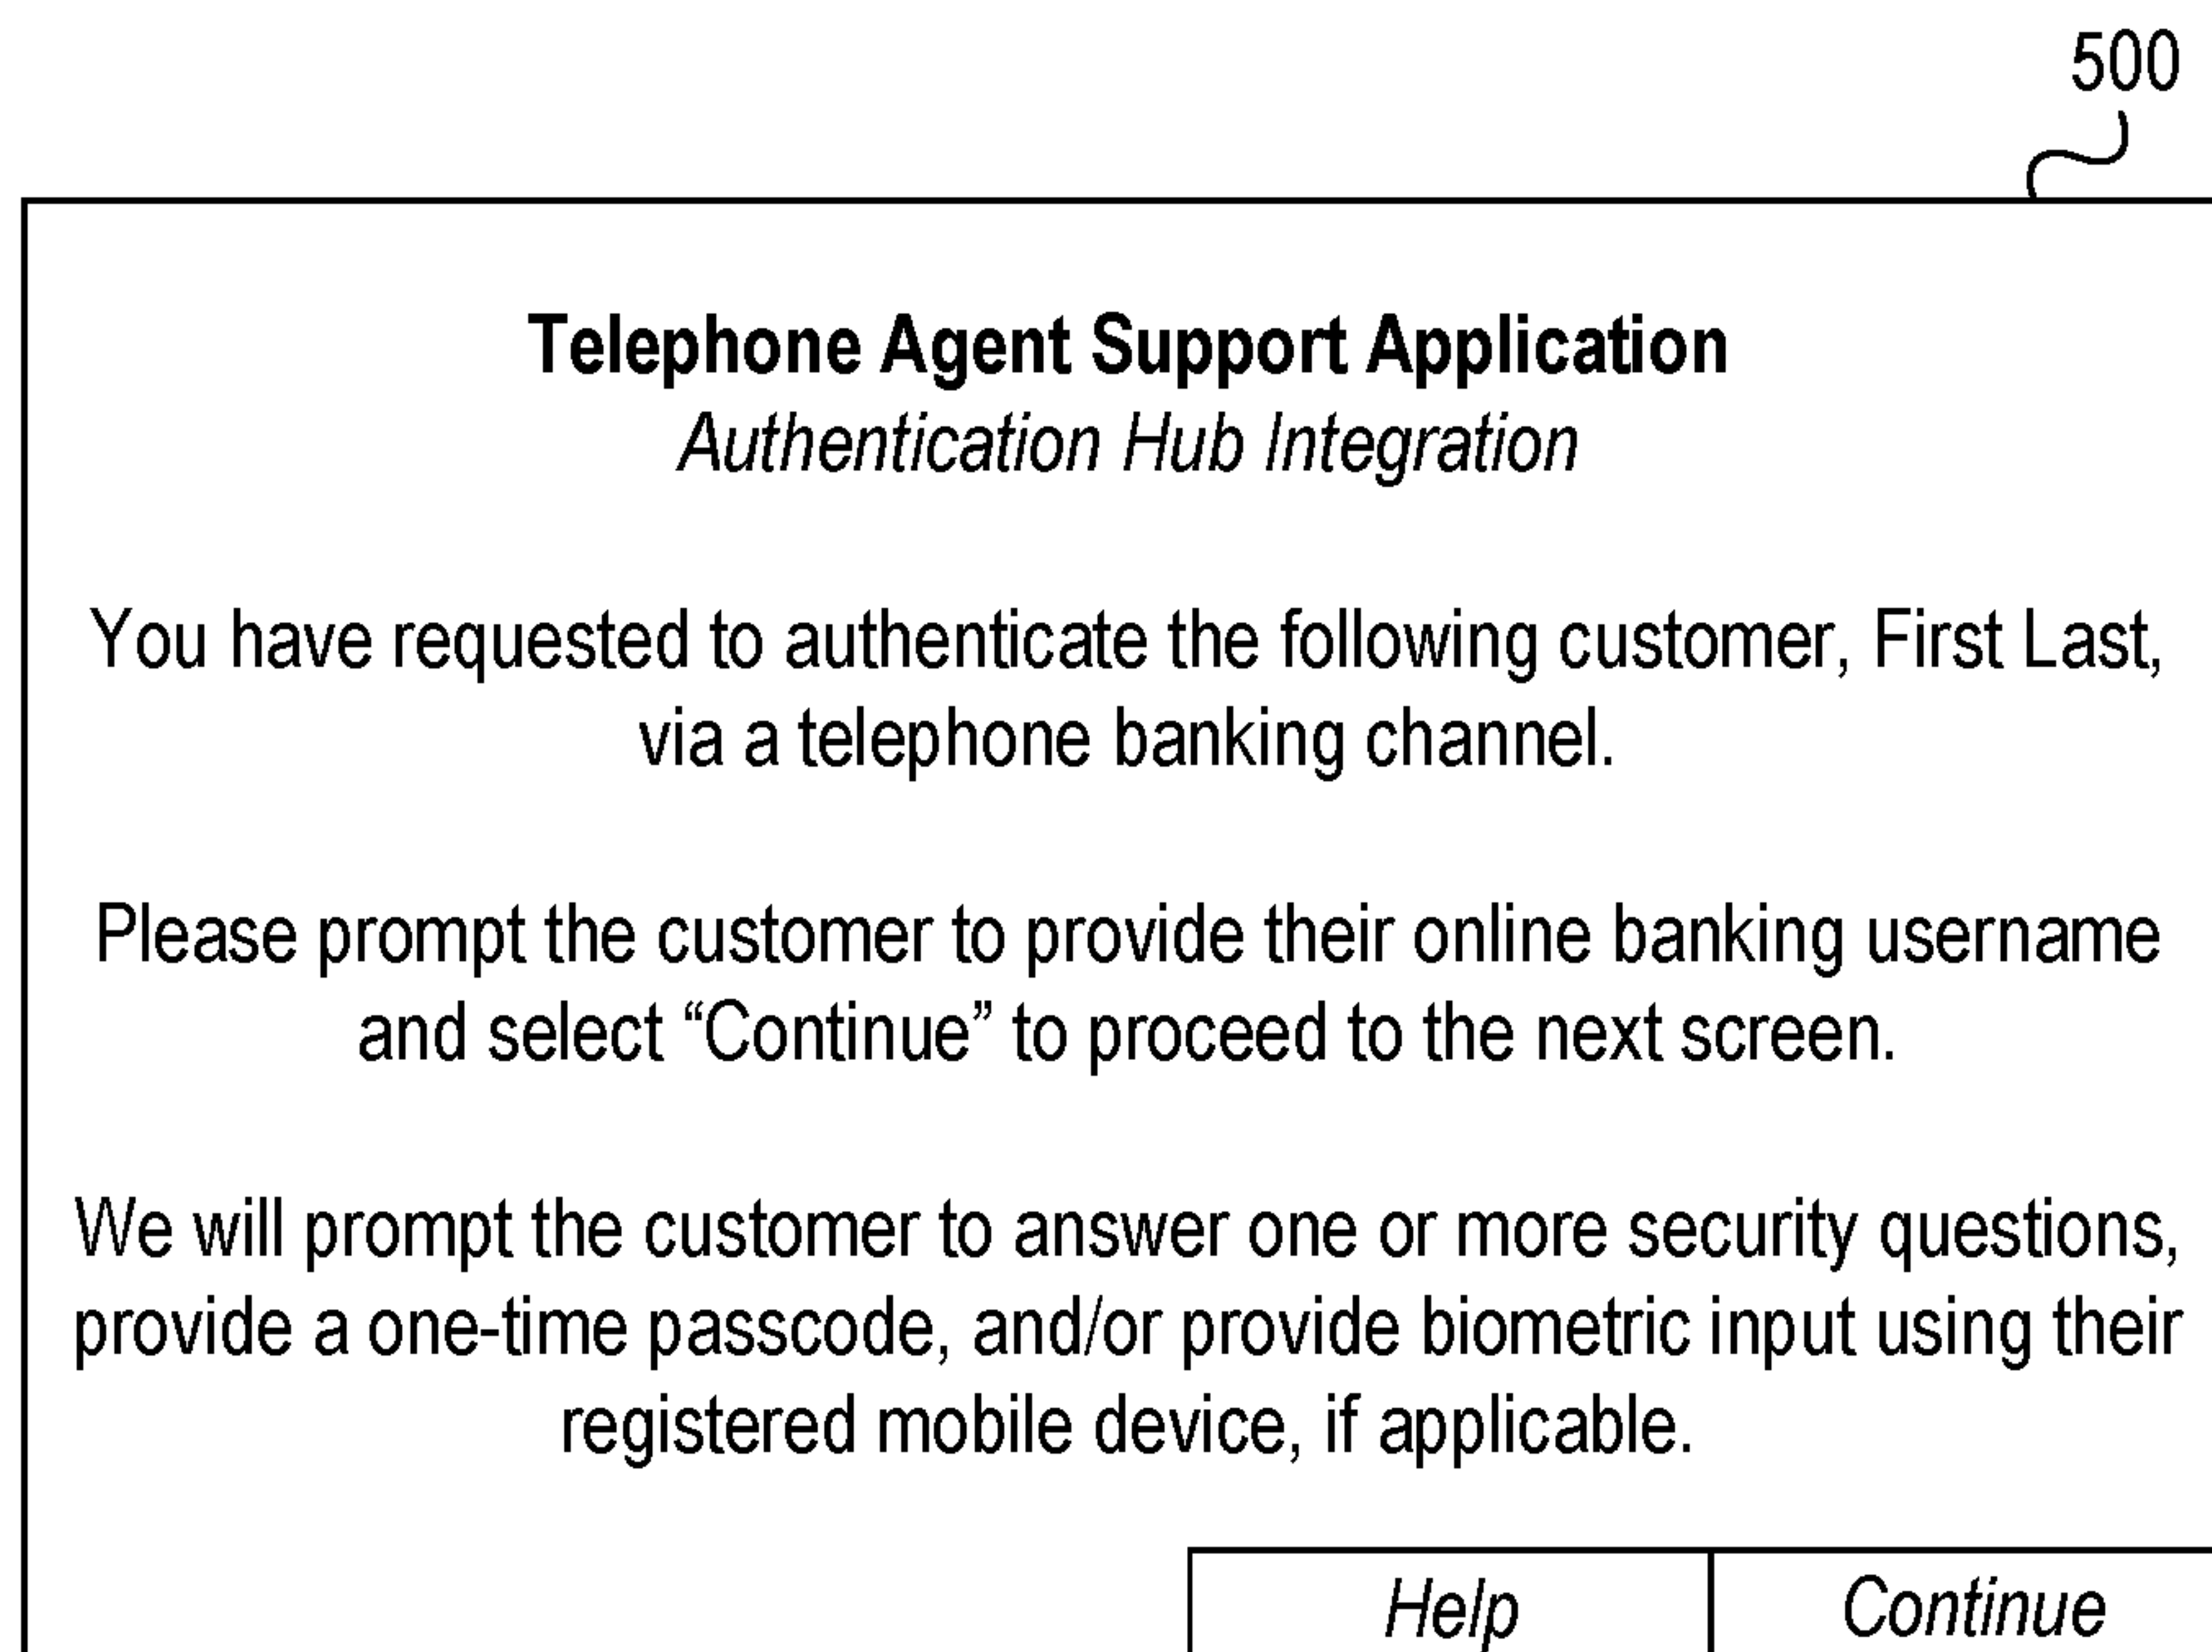 500
Telephone Agent Support Application
Authentication Hub Integration
You have requested to authenticate the following customer, First Last,
via a telephone banking channel.
Please prompt the customer to provide their online banking username
and select “Continue” to proceed to the next screen.
We will prompt the customer to answer one or more security questions,
provide a one-time passcode, and/or provide biometric input using their
registered mobile device, if applicable.
Help Continue